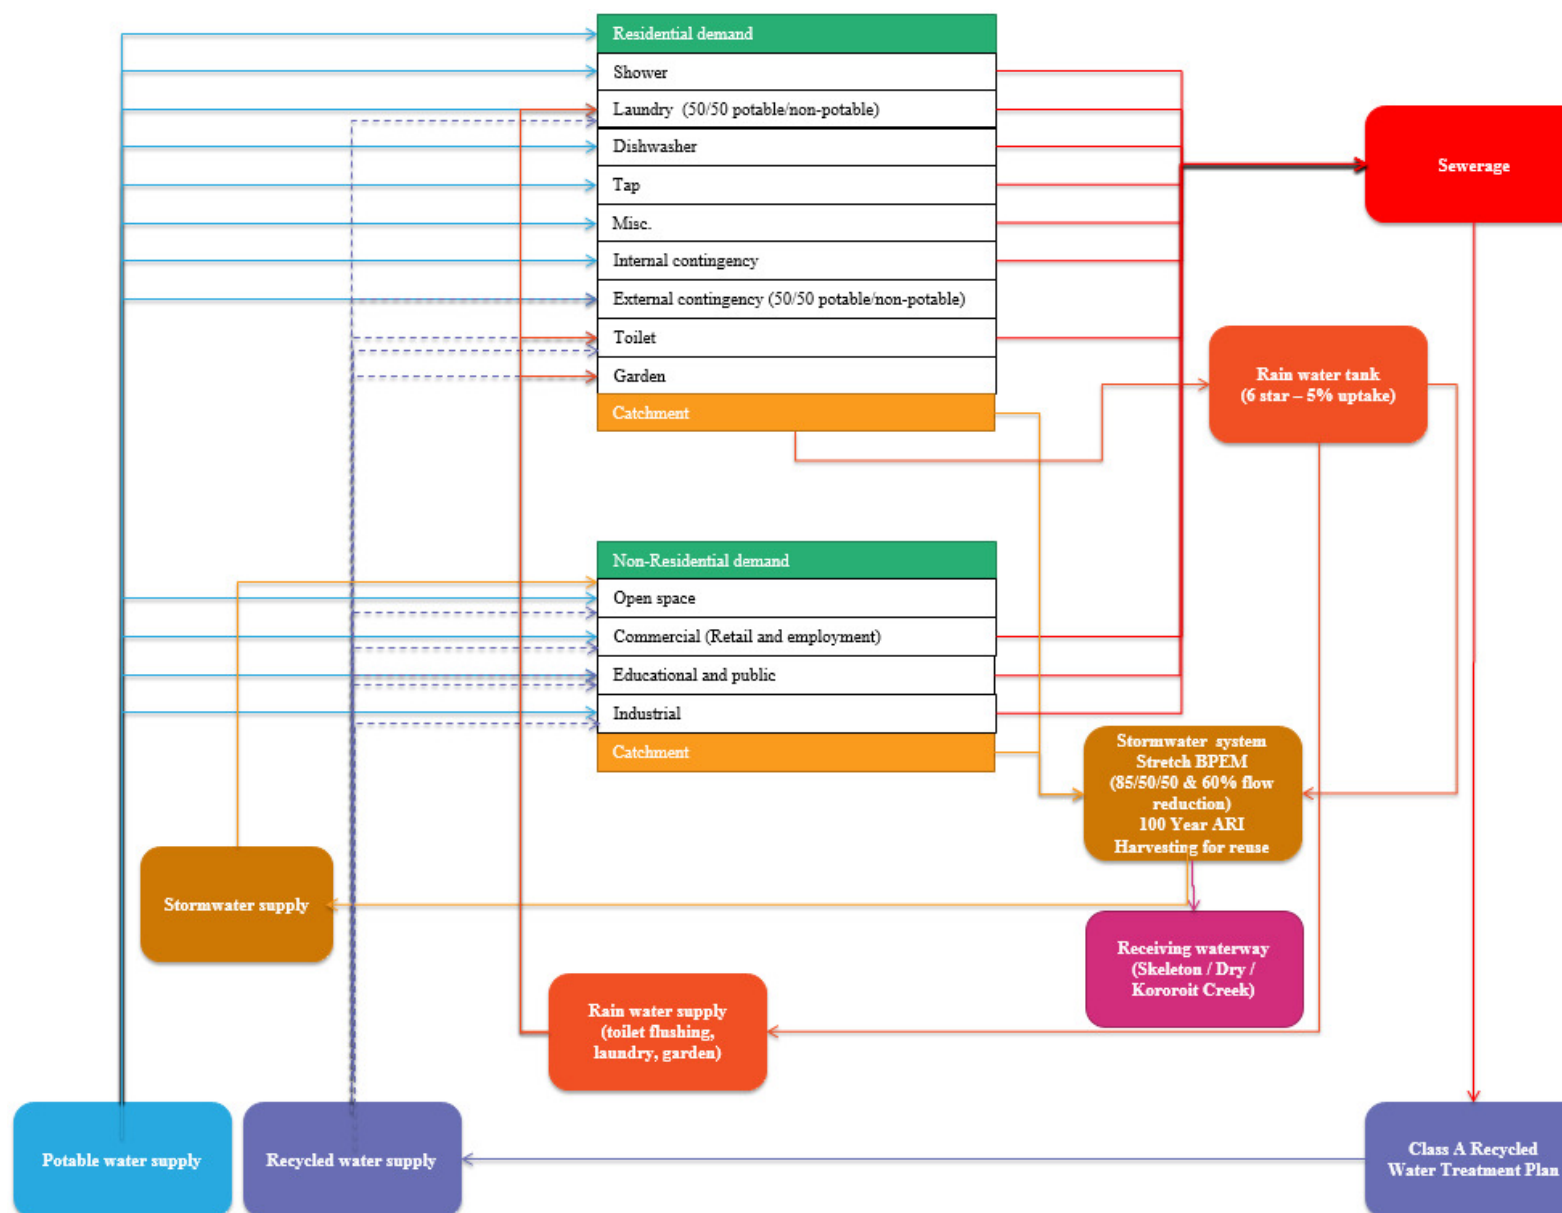 Residential demand
Shower
Laundry (50/50 potable/non-potable)
Dishwasher
Tap
Misc.
Internal contingency
External contingency (50/50 potable/non-potable)
Toilet
Garden
Catchment
Sewerage
Rain water tank
(6 star – 5% uptake)
Non-Residential demand
Open space
Commercial (Retail and employment)
Educational and public
Industrial
Catchment
Stormwater system
Stretch BPEM
(85/50/50 & 60% flow
reduction)
100 Year ARI
Harvesting for reuse
Stormwater supply
Receiving waterway
(Skeleton / Dry /
Kororoit Creek)
Rain water supply
(toilet flushing,
laundry, garden)
Potable water supply
Recycled water supply
Class A Recycled
Water Treatment Plan